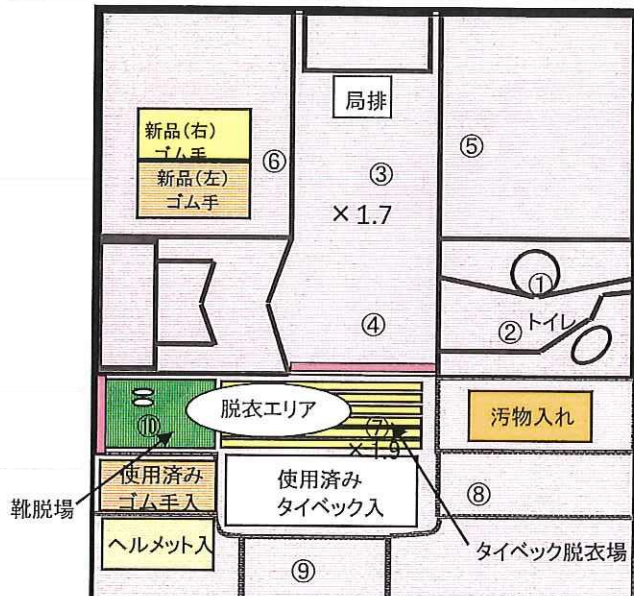 局排
新品(右)
ゴム手
新品(左)
ゴム手
⑥
③
⑤
×1.7
①
②
トイレ
④
脱衣エリア
汚物入れ
⑩
⑦
×1.9
使用済み
ゴム手入
使用済み
タイベック入
⑧
靴脱場
ヘルメット入
タイベック脱衣場
⑨